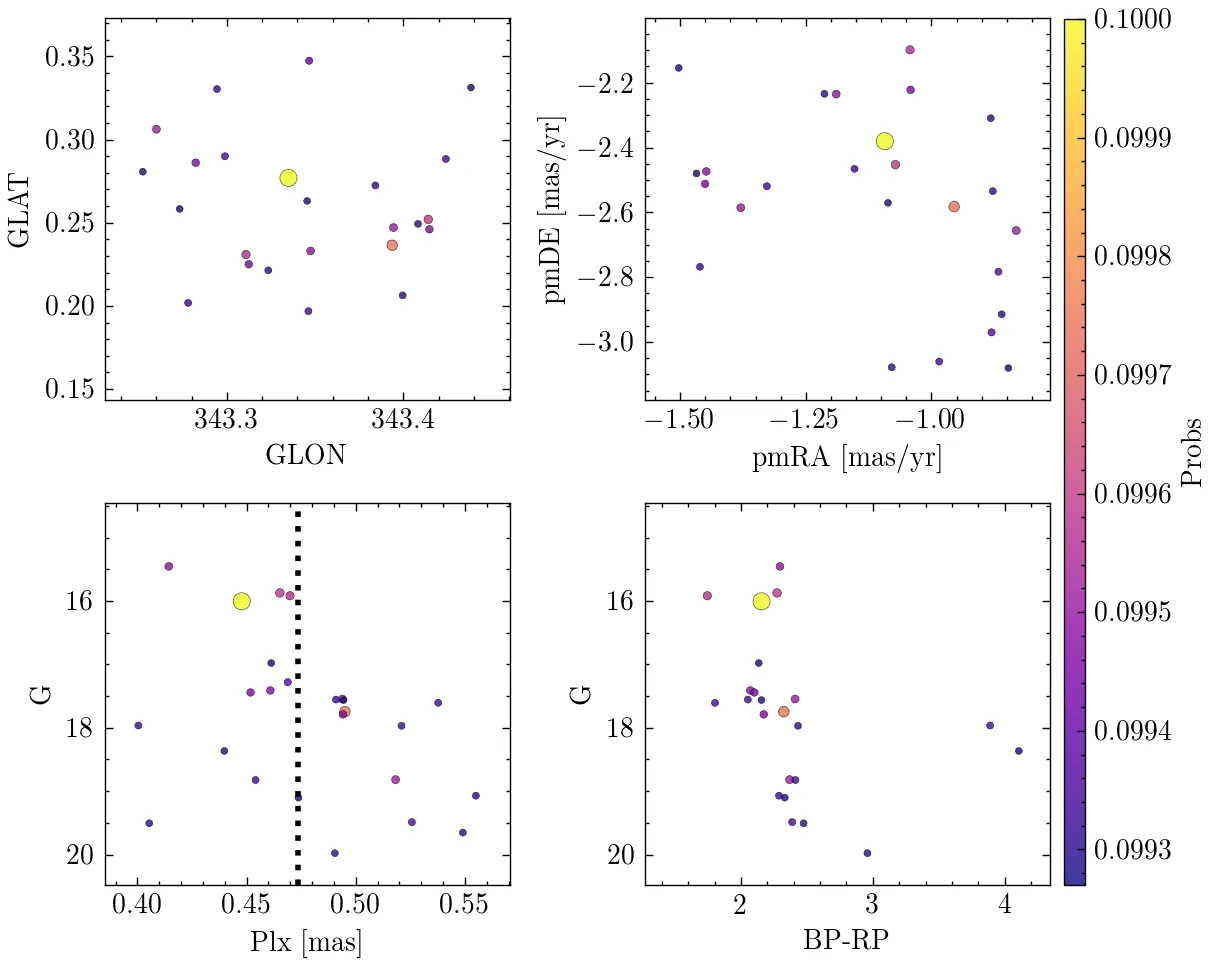 0.35
0.30
0.25
0.20
0.15
GLAT
343.3 343.4
GLON
−2.2
−2.4
−2.6
−2.8
−3.0
pmDE [mas/yr]
−1.50 −1.25 −1.00
pmRA [mas/yr]
16
18
20
G
0.40 0.45 0.50 0.55
Plx [mas]
16
18
20
G
2 3 4
BP-RP
0.1000
0.0999
0.0998
0.0997
0.0996
0.0995
0.0994
0.0993
Probs